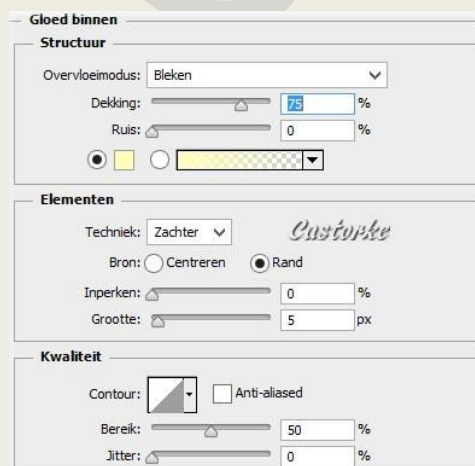 Gloed binnen
Structuur
Overvloeimodus: Bleken
Dekking: 75 %
Ruis: 0 %
Elementen
Techniek: Zachter
Castorke
Bron: Centreren Rand
Inperken: 0 %
Grootte: 5 px
Kwaliteit
Contour: Anti-aliased
Bereik: 50 %
Jitter: 0 %